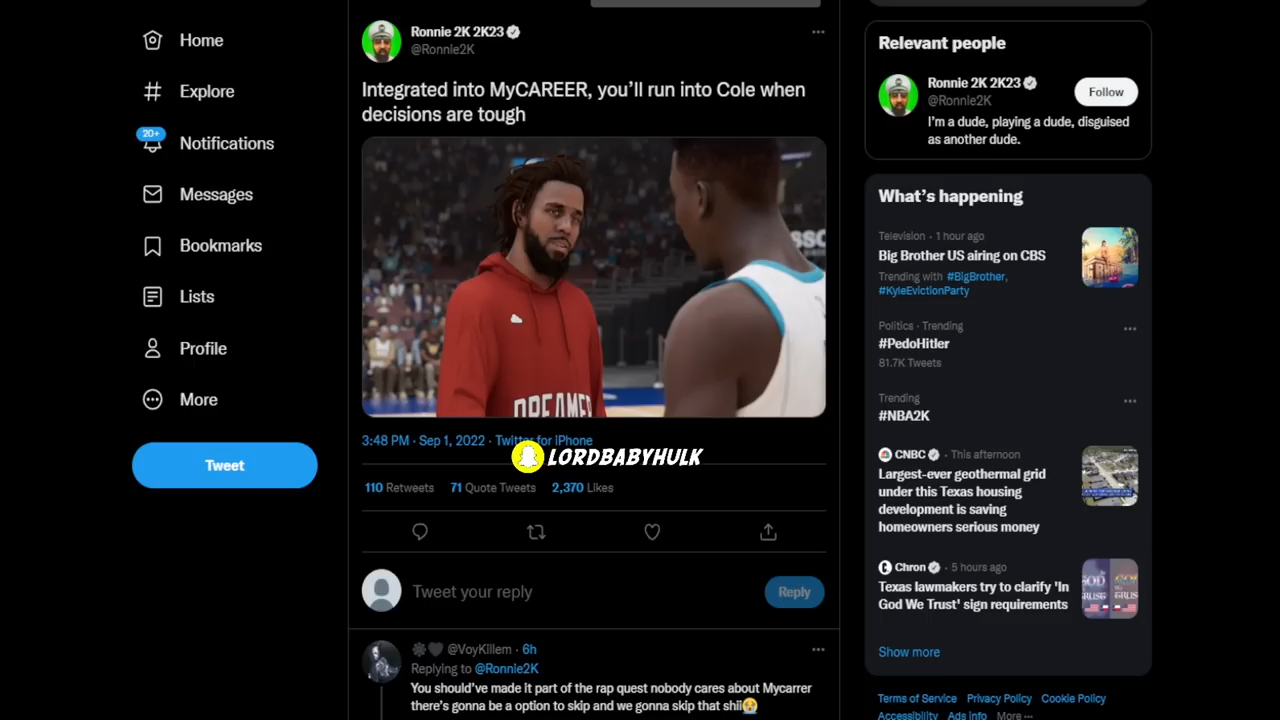 Home
Explore
20+
Notifications
Messages
Bookmarks
Lists
Profile
More
Tweet
Ronnie 2K 2K23
@Ronnie2K
Integrated into MyCAREER, you'll run into Cole when
decisions are tough
DREAMER
3:48 PM · Sep 1, 2022 · Twitter for iPhone
LORDBABYHULK
110 Retweets 71 Quote Tweets 2,370 Likes
Tweet your reply
Reply
@VoyKillem · 6h
Replying to @Ronnie2K
You should've made it part of the rap quest nobody cares about Mycarrer
there's gonna be a option to skip and we gonna skip that shii😭
Relevant people
Ronnie 2K 2K23
@Ronnie2K
Follow
I'm a dude, playing a dude, disguised
as another dude.
What's happening
Television · 1 hour ago
Big Brother US airing on CBS
Trending with #BigBrother,
#KyleEvictionParty
Politics · Trending
#PedoHitler
81.7K Tweets
Trending
#NBA2K
CNBC · This afternoon
Largest-ever geothermal grid
under this Texas housing
development is saving
homeowners serious money
Chron · 5 hours ago
Texas lawmakers try to clarify 'In
God We Trust' sign requirements
Show more
Terms of Service Privacy Policy Cookie Policy
Accessibility Ads info More ···